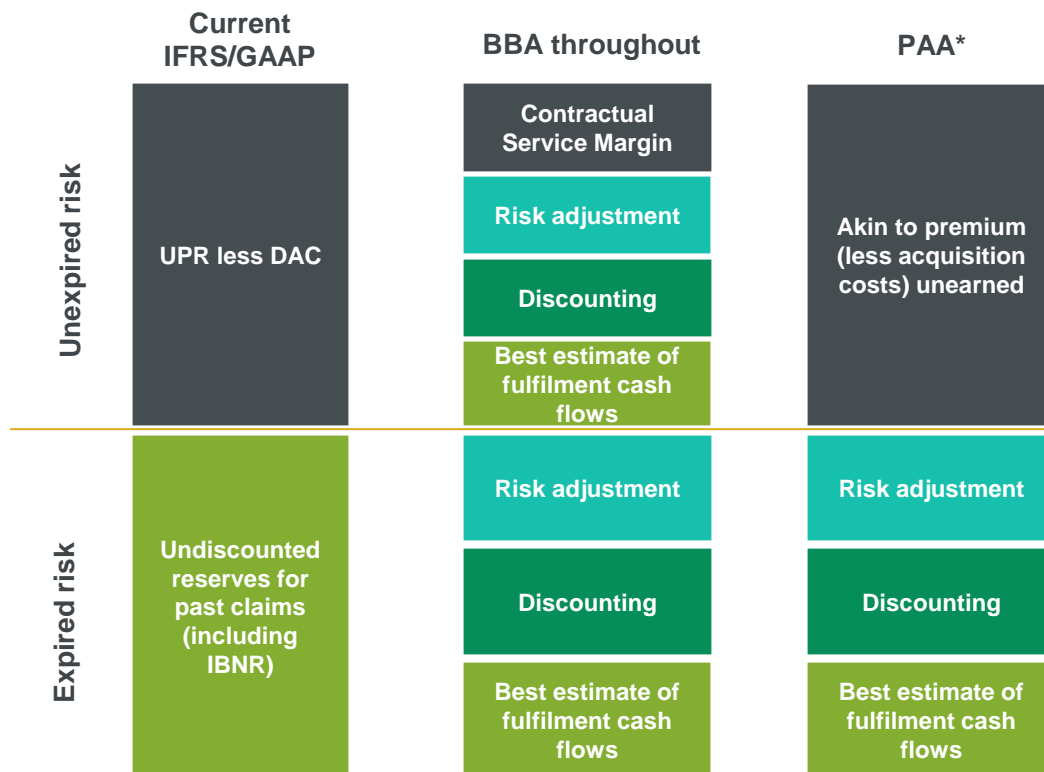 Current
IFRS/GAAP
BBA throughout
PAA*
Unexpired risk
UPR less DAC
Contractual
Service Margin
Risk adjustment
Discounting
Best estimate of
fulfilment cash
flows
Akin to premium
(less acquisition
costs) unearned
Expired risk
Undiscounted
reserves for
past claims
(including
IBNR)
Risk adjustment
Discounting
Best estimate of
fulfilment cash
flows
Risk adjustment
Discounting
Best estimate of
fulfilment cash
flows